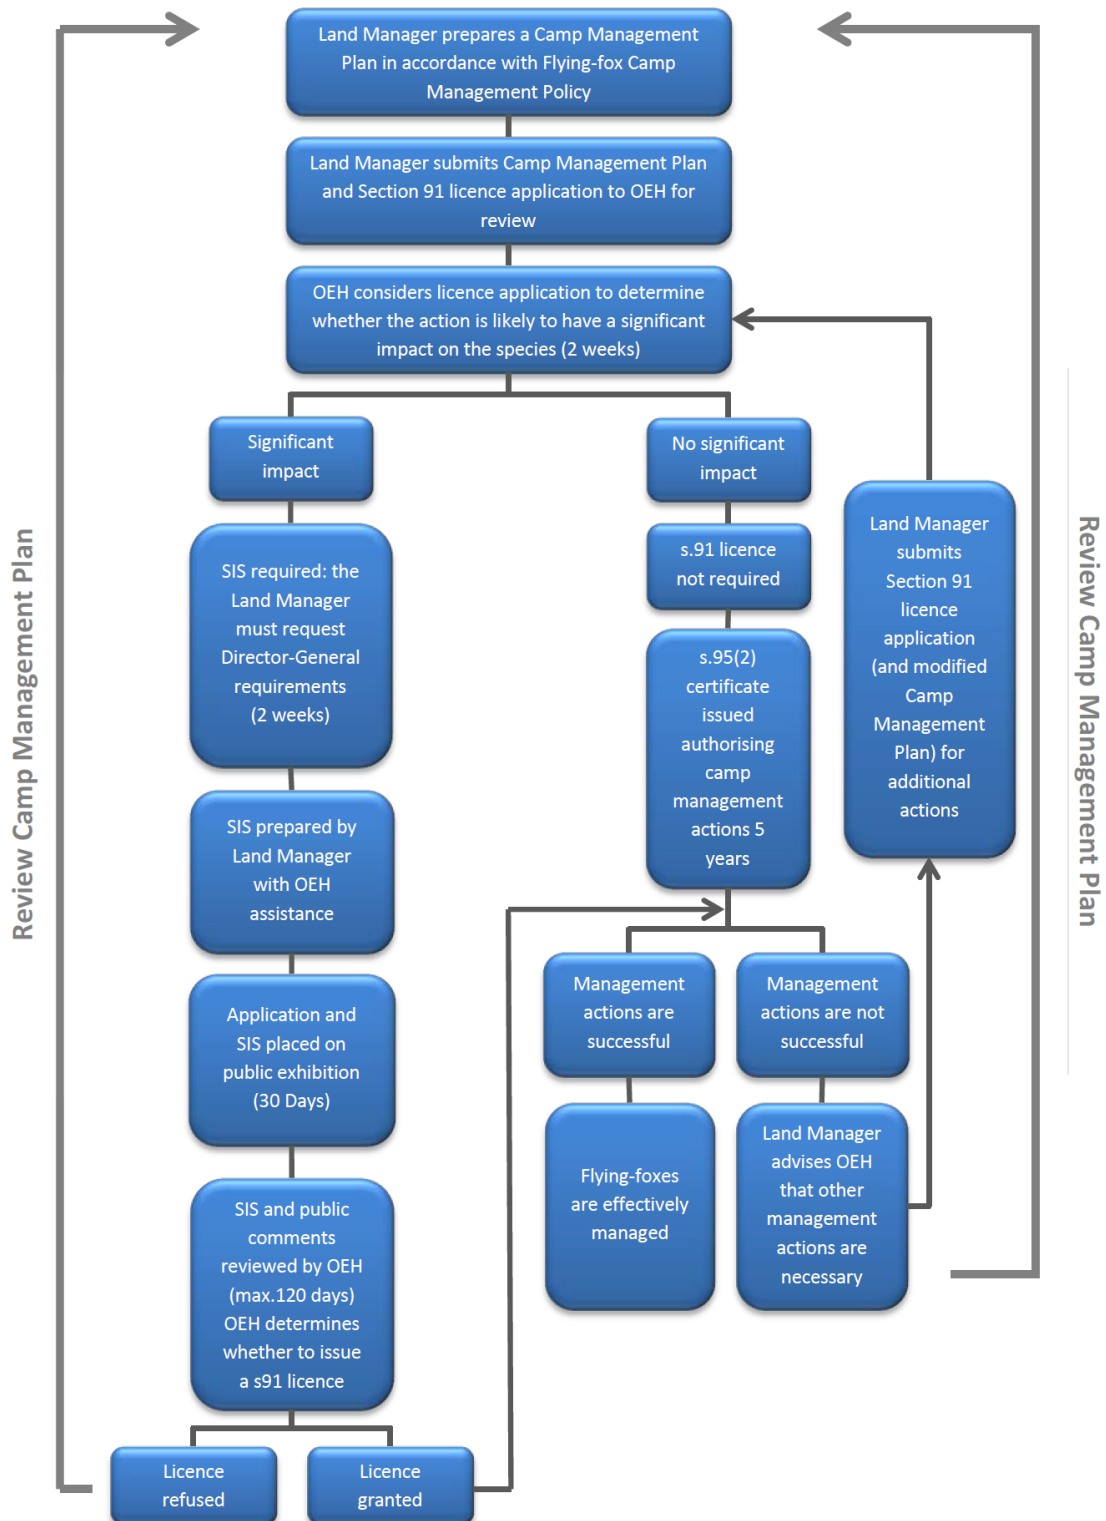 Land Manager prepares a Camp Management
Plan in accordance with Flying-fox Camp
Management Policy
Land Manager submits Camp Management Plan
and Section 91 licence application to OEH for
review
OEH considers licence application to determine
whether the action is likely to have a significant
impact on the species (2 weeks)
Significant
impact
No significant
impact
SIS required: the
Land Manager
must request
Director-General
requirements
(2 weeks)
s.91 licence
not required
s.95(2)
certificate
issued
authorising
camp
management
actions 5
years
Land Manager
submits
Section 91
licence
application
(and modified
Camp
Management
Plan) for
additional
actions
SIS prepared by
Land Manager
with OEH
assistance
Application and
SIS placed on
public exhibition
(30 Days)
Management
actions are
successful
Management
actions are not
successful
Flying-foxes
are effectively
managed
Land Manager
advises OEH
that other
management
actions are
necessary
SIS and public
comments
reviewed by OEH
(max.120 days)
OEH determines
whether to issue
a s91 licence
Licence
refused
Licence
granted
Review Camp Management Plan
Review Camp Management Plan